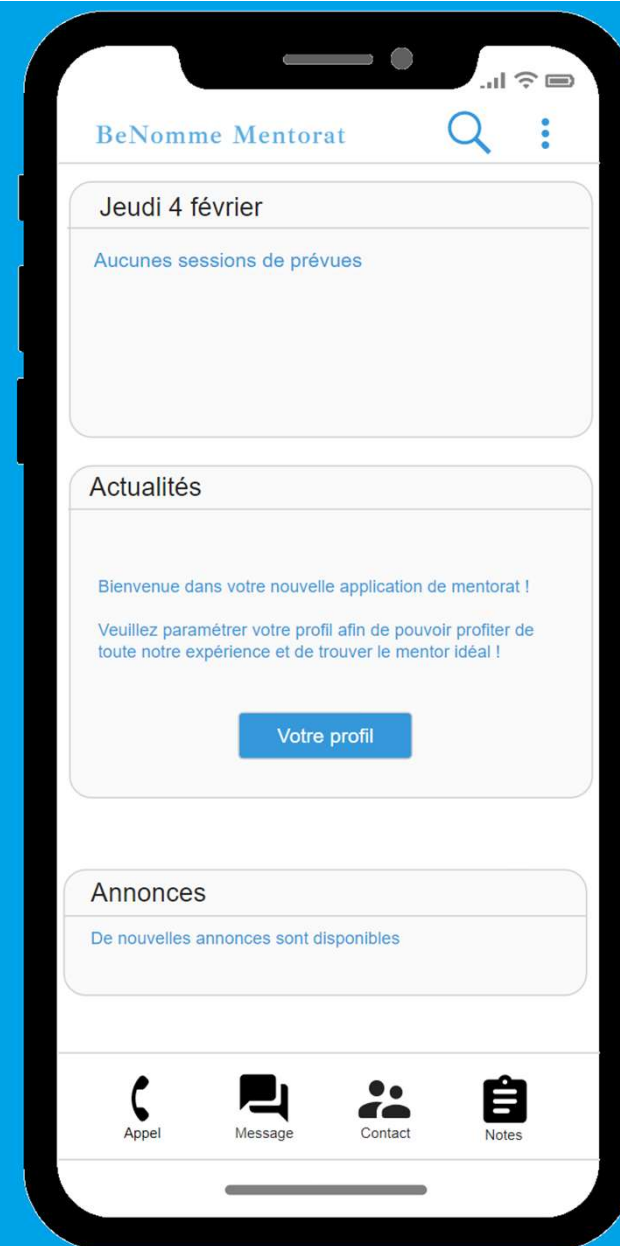 BeNomme Mentorat
Jeudi 4 février
Aucunes sessions de prévues
Actualités
Bienvenue dans votre nouvelle application de mentorat !
Veuillez paramétrer votre profil afin de pouvoir profiter de
toute notre expérience et de trouver le mentor idéal !
Votre profil
Annonces
De nouvelles annonces sont disponibles
Appel
Message
Contact
Notes